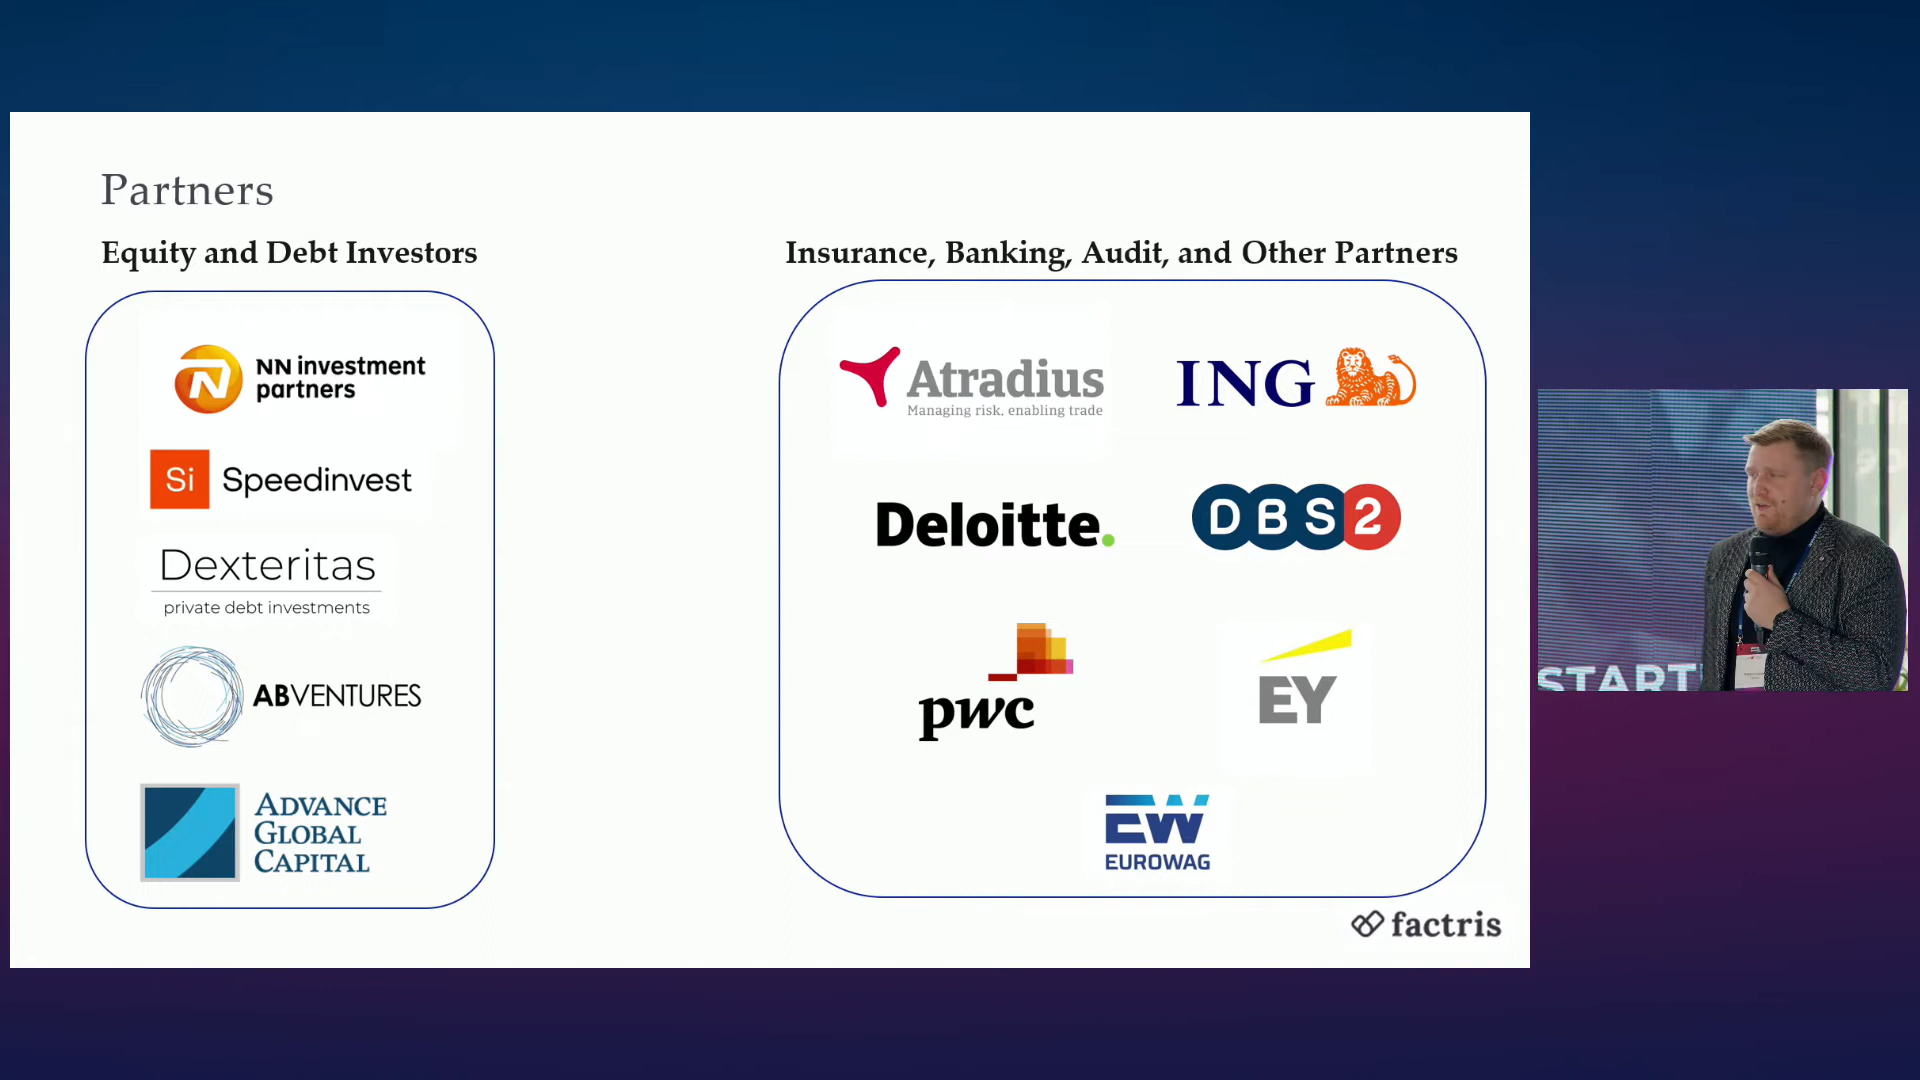 Partners
Equity and Debt Investors
NN investment
partners
Si Speedinvest
Dexteritas
private debt investments
ABVENTURES
ADVANCE
GLOBAL
CAPITAL
Insurance, Banking, Audit, and Other Partners
Atradius
Managing risk, enabling trade
ING
Deloitte.
DBS2
pwc
EY
EW
EUROWAG
factris
START